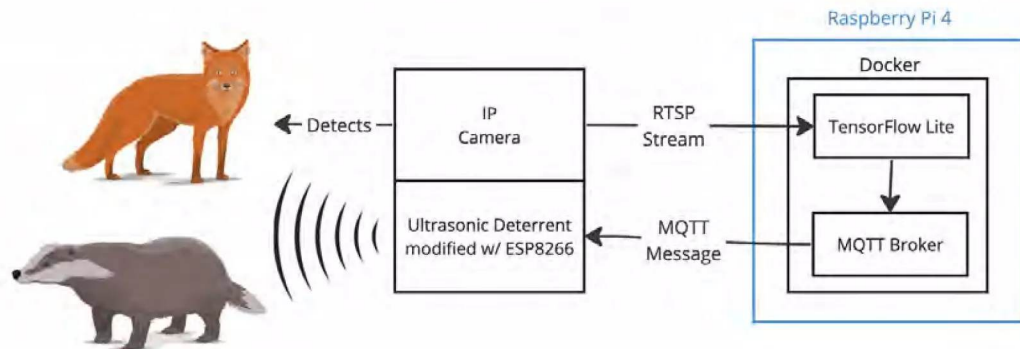 Raspberry Pi 4
Docker
IP
Camera
Detects
RTSP
Stream
TensorFlow Lite
Ultrasonic Deterrent
modified w/ ESP8266
MQTT
Message
MQTT Broker